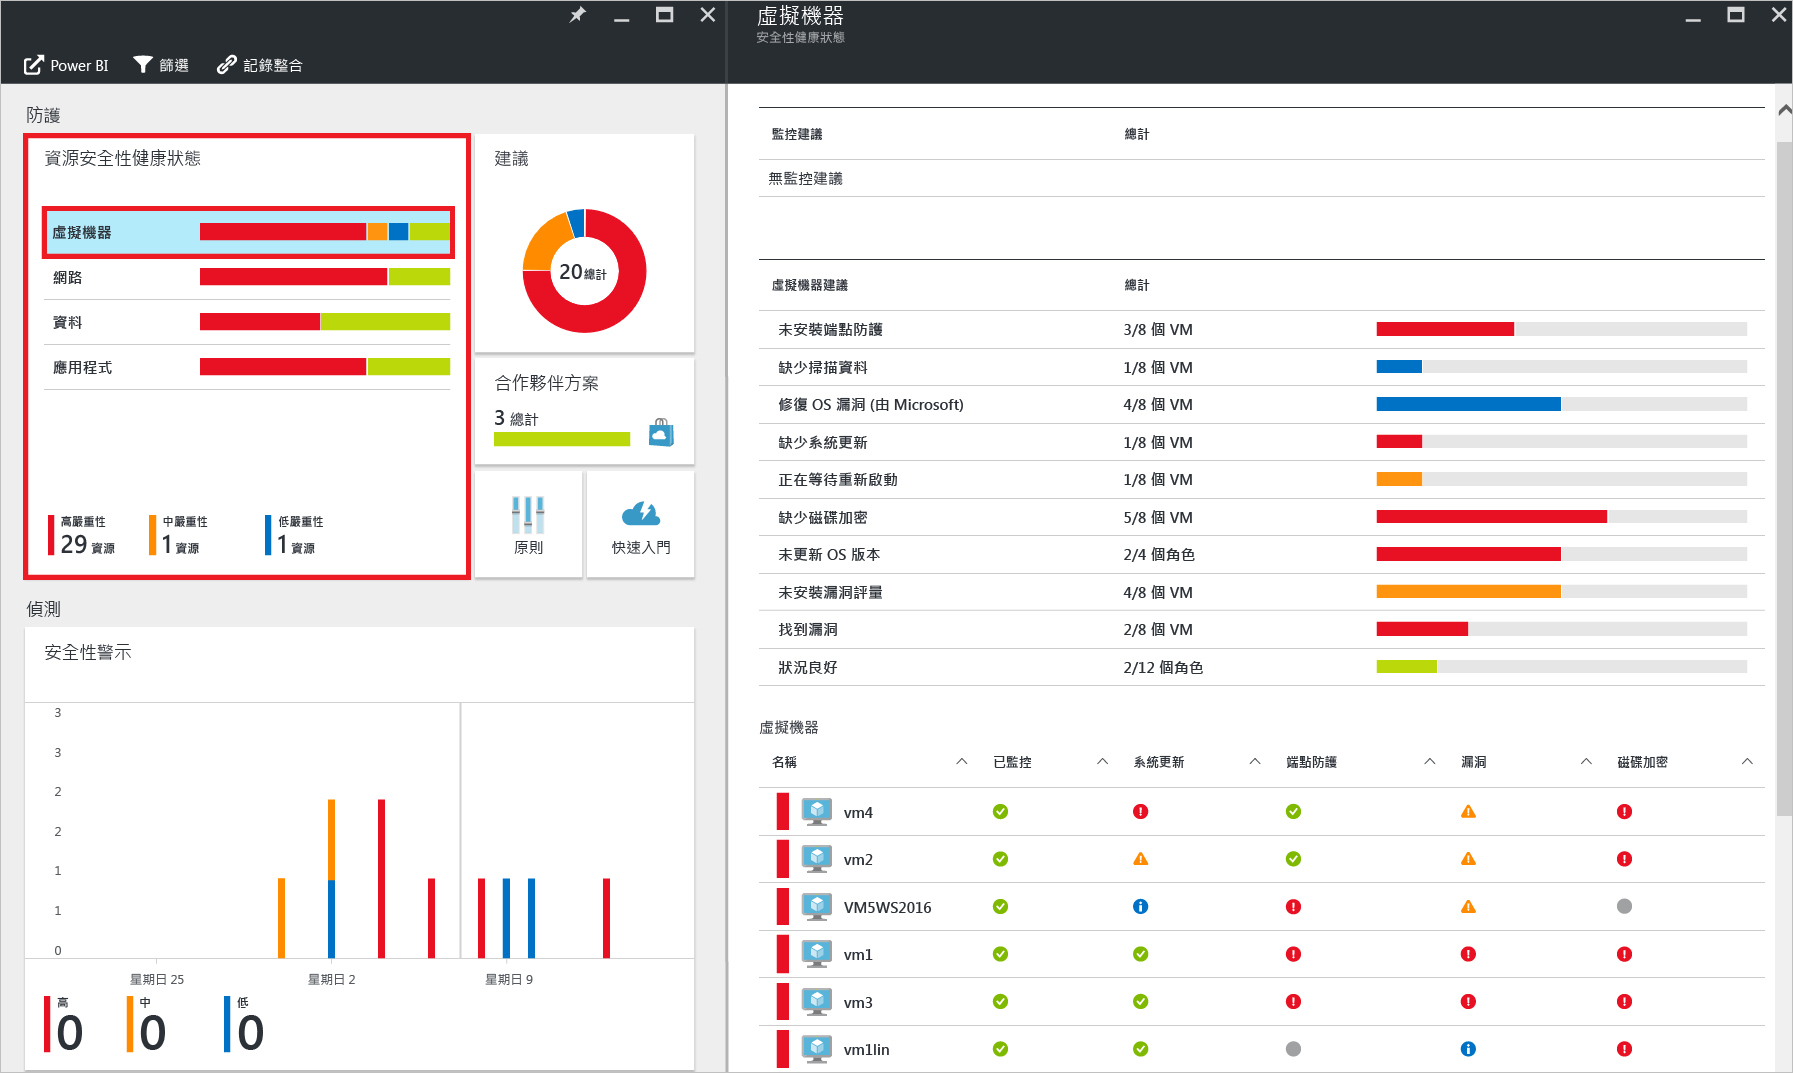 Power BI
篩選
記錄整合
防護
資源安全性健康狀態
虛擬機器
網路
資料
應用程式
高嚴重性
29 資源
中嚴重性
1 資源
低嚴重性
1 資源
建議
20 總計
合作夥伴方案
3 總計
原則
快速入門
偵測
安全性警示
3
3
2
2
1
1
0
星期日 25
星期日 2
星期日 9
高
0
中
0
低
0
虛擬機器
安全性健康狀態
監控建議 總計
無監控建議
虛擬機器建議 總計
未安裝端點防護 3/8 個 VM
缺少掃描資料 1/8 個 VM
修復 OS 漏洞 (由 Microsoft) 4/8 個 VM
缺少系統更新 1/8 個 VM
正在等待重新啟動 1/8 個 VM
缺少磁碟加密 5/8 個 VM
未更新 OS 版本 2/4 個角色
未安裝漏洞評量 4/8 個 VM
找到漏洞 2/8 個 VM
狀況良好 2/12 個角色
虛擬機器
名稱 已監控 系統更新 端點防護 漏洞 磁碟加密
vm4
vm2
VM5WS2016
vm1
vm3
vm1lin